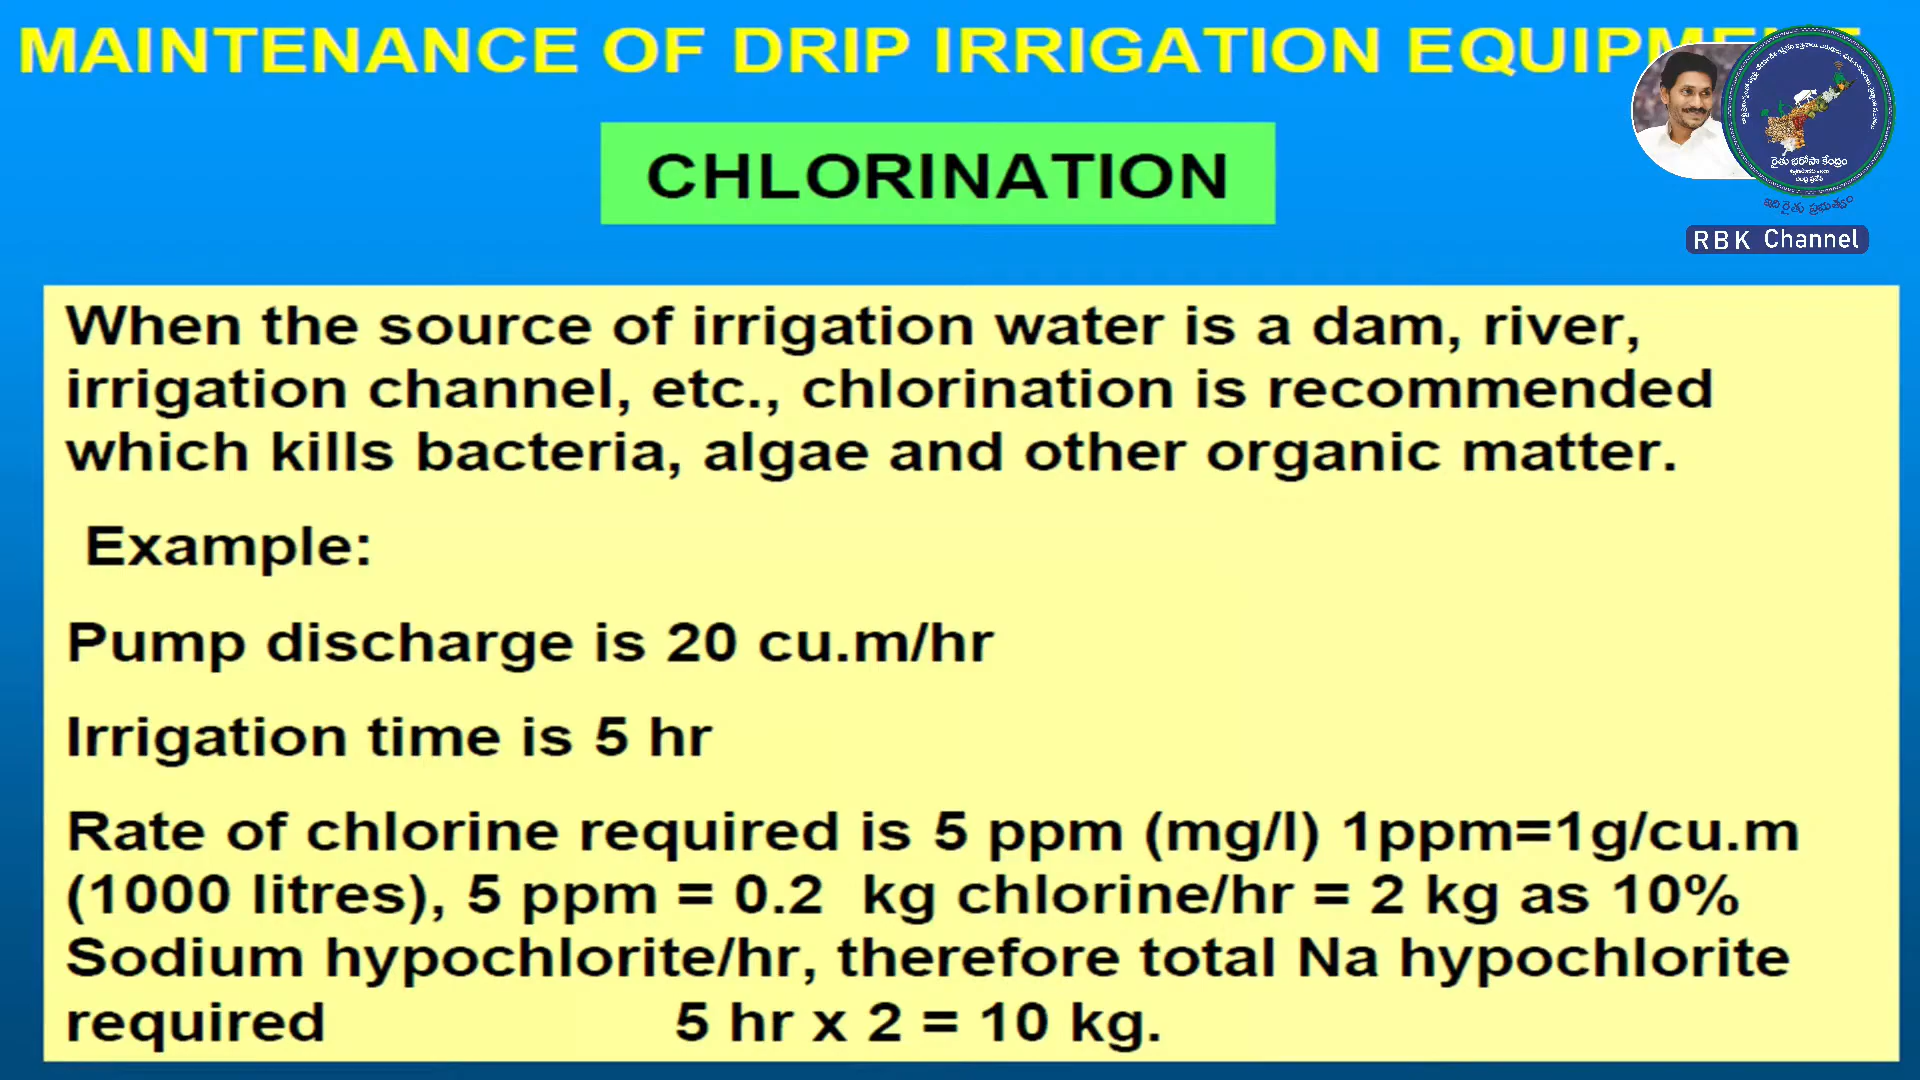 MAINTENANCE OF DRIP IRRIGATION
CHLORINATION
రైతు భరోసా కేంద్రం
ఇది రైతు ప్రభుత్వం
RBK Channel
When the source of irrigation water is a dam, river,
irrigation channel, etc., chlorination is recommended
which kills bacteria, algae and other organic matter.
Example:
Pump discharge is 20 cu.m/hr
Irrigation time is 5 hr
Rate of chlorine required is 5 ppm (mg/l) 1ppm=1g/cu.m
(1000 litres), 5 ppm = 0.2 kg chlorine/hr = 2 kg as 10%
Sodium hypochlorite/hr, therefore total Na hypochlorite
required 5 hr x 2 = 10 kg.